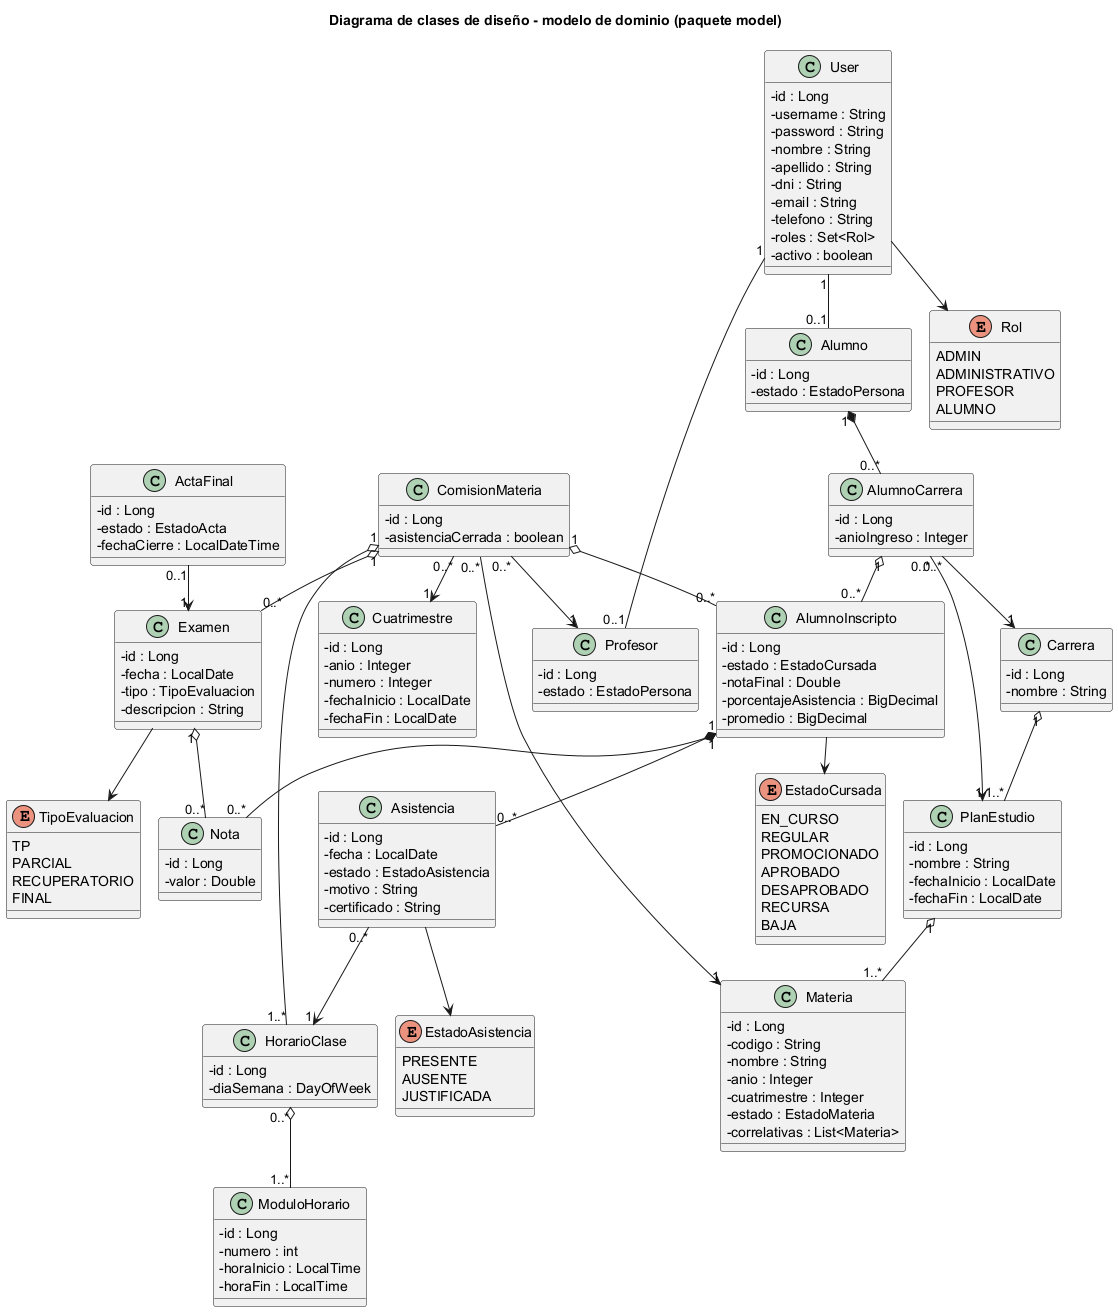 Diagrama de clases de diseño - modelo de dominio (paquete model)
C User
-id : Long
-username : String
-password : String
-nombre : String
-apellido : String
-dni : String
-email : String
-telefono : String
-roles : Set<Rol>
-activo : boolean
1
1
0..1
C Alumno
-id : Long
-estado : EstadoPersona
1
0..*
E Rol
ADMIN
ADMINISTRATIVO
PROFESOR
ALUMNO
C ActaFinal
-id : Long
-estado : EstadoActa
-fechaCierre : LocalDateTime
0..1
1
C ComisionMateria
-id : Long
-asistenciaCerrada : boolean
1
1
1
0..*
0..*
0..*
0..*
1
1
0..*
C AlumnoCarrera
-id : Long
-anioIngreso : Integer
1
0..*
0..*
0..*
1
C Examen
-id : Long
-fecha : LocalDate
-tipo : TipoEvaluacion
-descripcion : String
1
0..*
C Cuatrimestre
-id : Long
-anio : Integer
-numero : Integer
-fechaInicio : LocalDate
-fechaFin : LocalDate
0..1
C Profesor
-id : Long
-estado : EstadoPersona
C AlumnoInscripto
-id : Long
-estado : EstadoCursada
-notaFinal : Double
-porcentajeAsistencia : BigDecimal
-promedio : BigDecimal
1
1
0..*
0..*
C Carrera
-id : Long
-nombre : String
1
1
1..*
E TipoEvaluacion
TP
PARCIAL
RECUPERATORIO
FINAL
C Nota
-id : Long
-valor : Double
C Asistencia
-id : Long
-fecha : LocalDate
-estado : EstadoAsistencia
-motivo : String
-certificado : String
0..*
1
E EstadoCursada
EN_CURSO
REGULAR
PROMOCIONADO
APROBADO
DESAPROBADO
RECURSA
BAJA
C PlanEstudio
-id : Long
-nombre : String
-fechaInicio : LocalDate
-fechaFin : LocalDate
1
1..*
1..*
C HorarioClase
-id : Long
-diaSemana : DayOfWeek
0..*
1..*
E EstadoAsistencia
PRESENTE
AUSENTE
JUSTIFICADA
1
C Materia
-id : Long
-codigo : String
-nombre : String
-anio : Integer
-cuatrimestre : Integer
-estado : EstadoMateria
-correlativas : List<Materia>
C ModuloHorario
-id : Long
-numero : int
-horaInicio : LocalTime
-horaFin : LocalTime